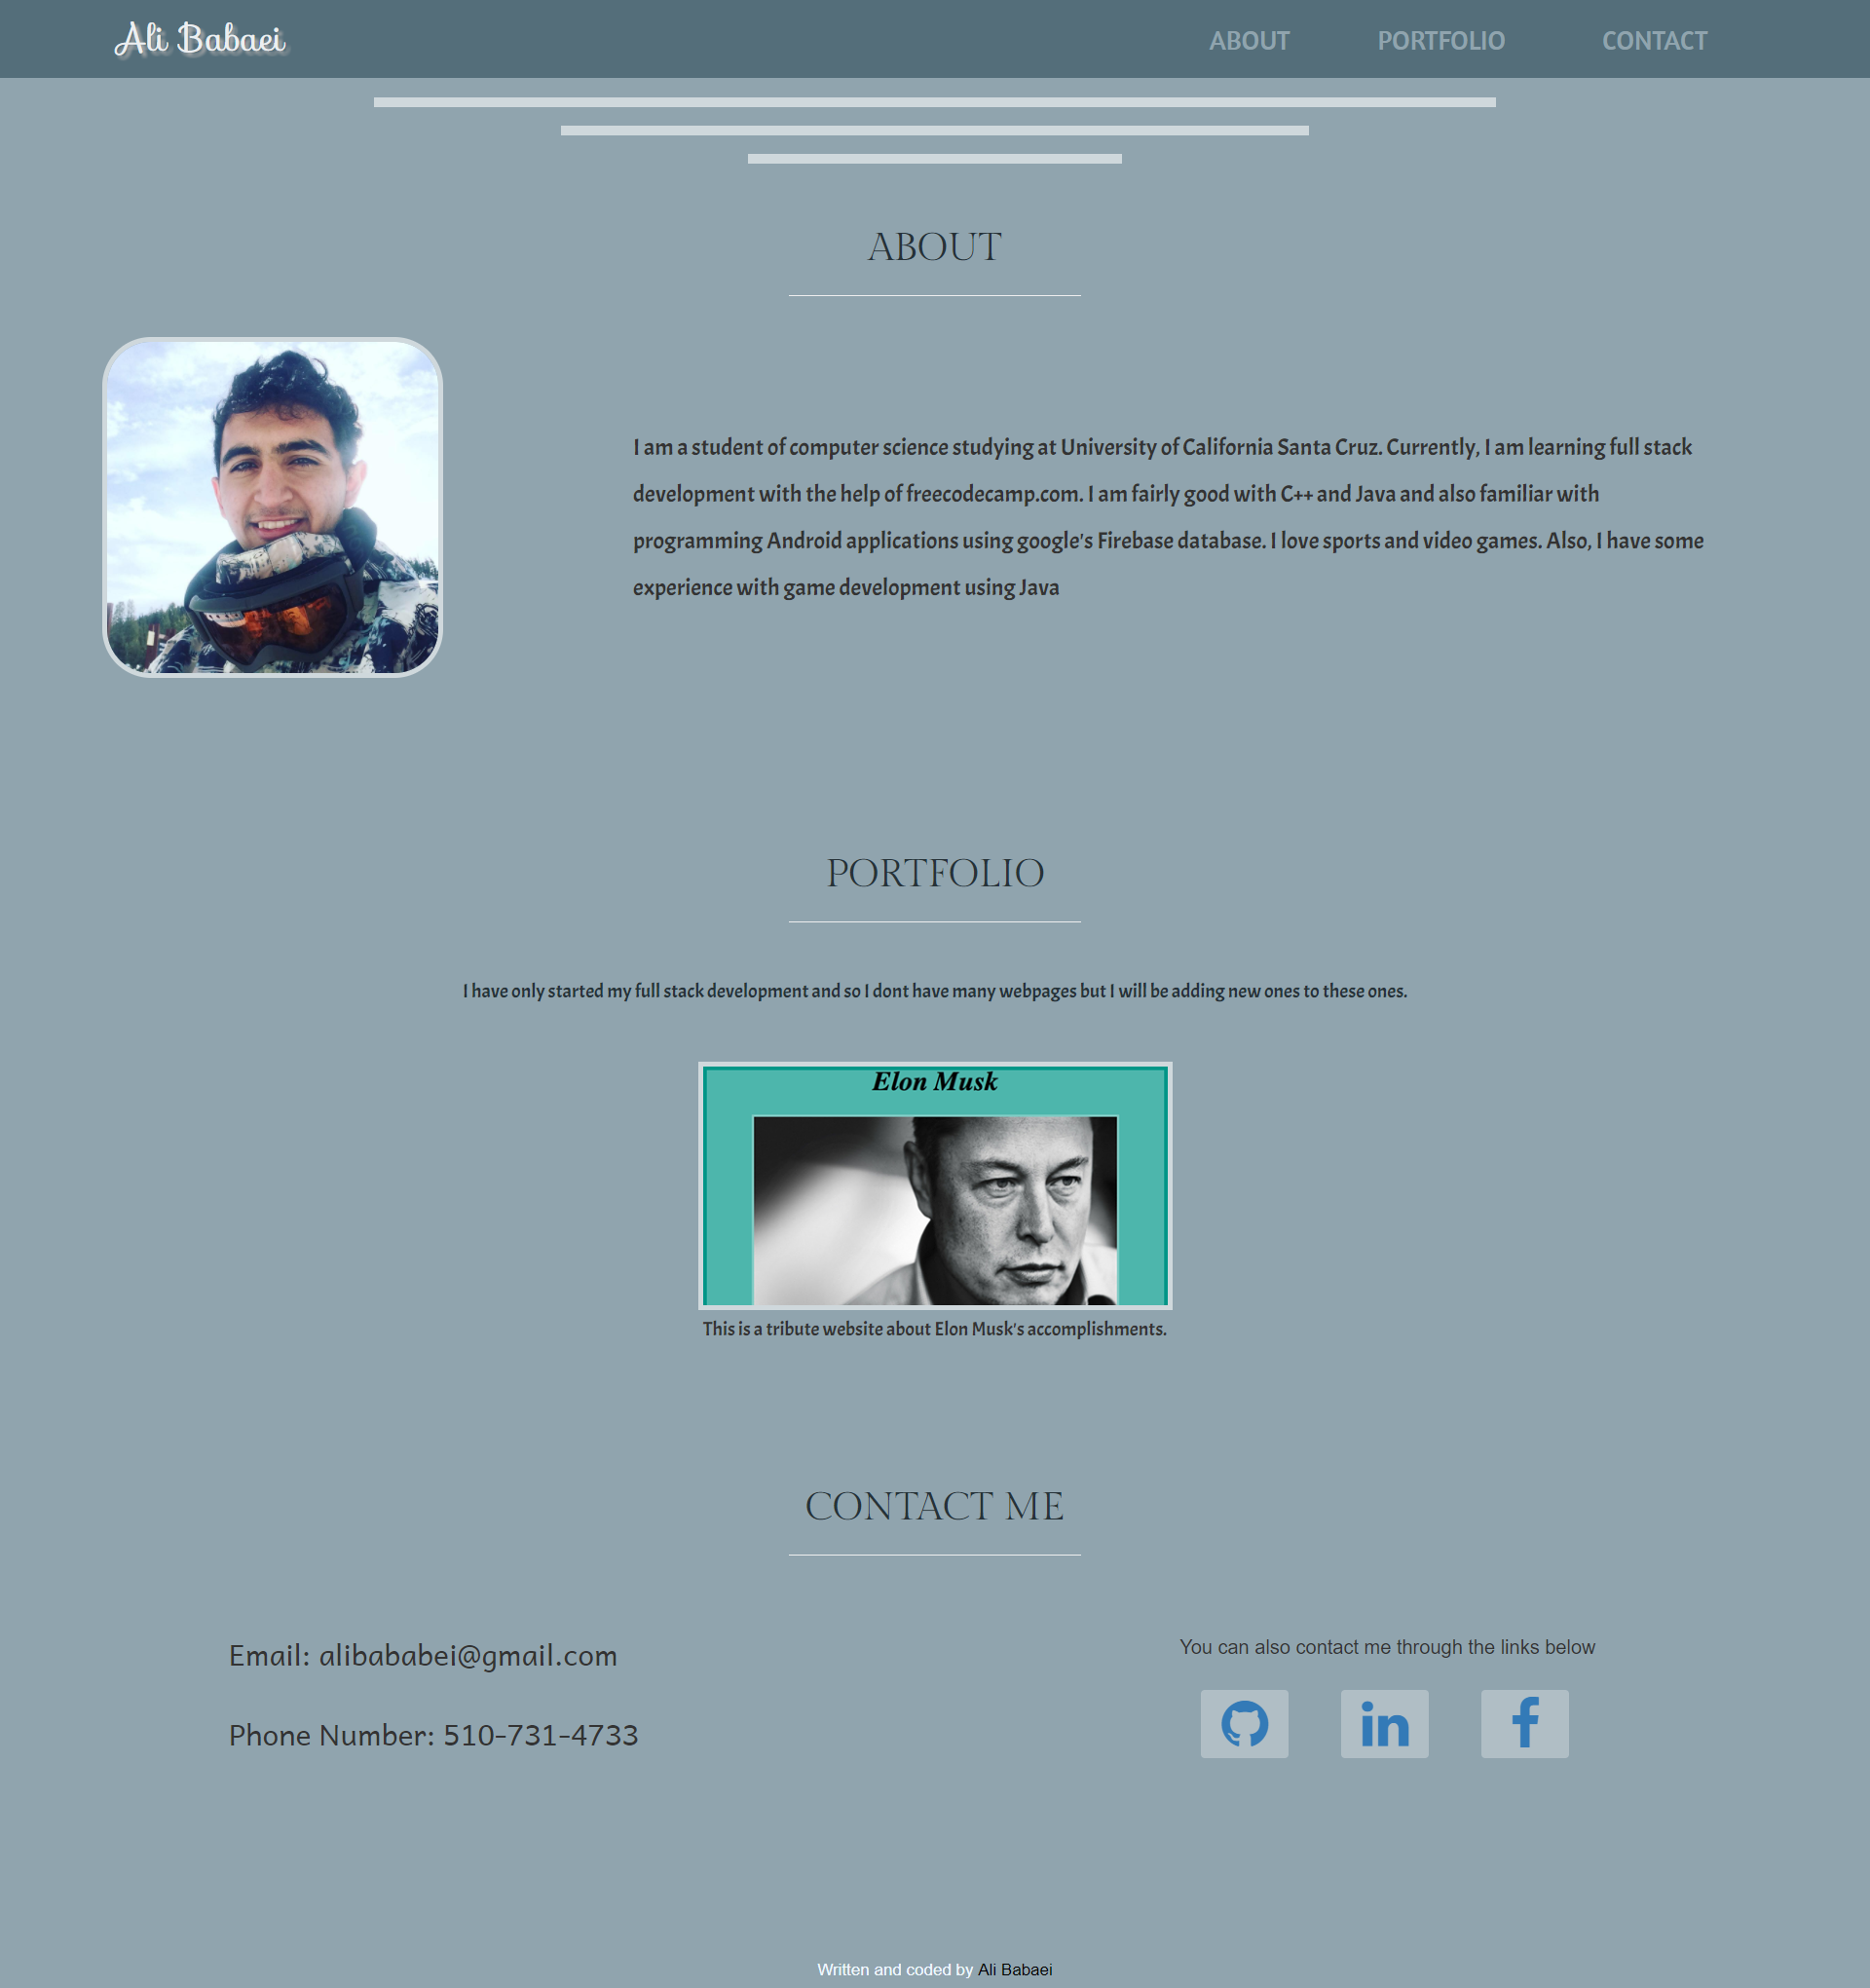 Ali Babaei
ABOUT
PORTFOLIO
CONTACT
ABOUT
I am a student of computer science studying at University of California Santa Cruz. Currently, I am learning full stack
development with the help of freecodecamp.com. I am fairly good with C++ and Java and also familiar with
programming Android applications using google's Firebase database. I love sports and video games. Also, I have some
experience with game development using Java
PORTFOLIO
I have only started my full stack development and so I dont have many webpages but I will be adding new ones to these ones.
Elon Musk
This is a tribute website about Elon Musk's accomplishments.
CONTACT ME
Email: alibababei@gmail.com
Phone Number: 510-731-4733
You can also contact me through the links below
in
f
Written and coded by Ali Babaei